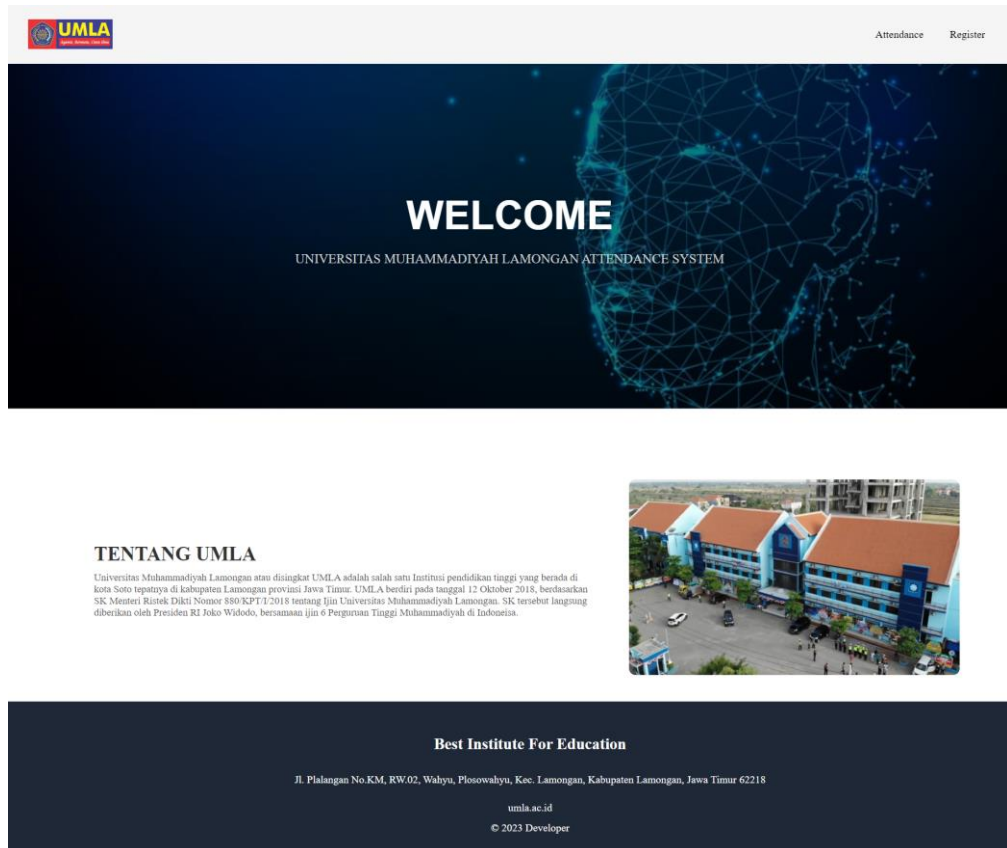 UMLA
Attendance
Register
WELCOME
UNIVERSITAS MUHAMMADIYAH LAMONGAN ATTENDANCE SYSTEM
TENTANG UMLA
Universitas Muhammadiyah Lamongan atau disingkat UMLA adalah salah satu Institusi pendidikan tinggi yang berada di
kota Soto tepatnya di kabupaten Lamongan provinsi Jawa Timur. UMLA berdiri pada tanggal 12 Oktober 2018, berdasarkan
SK Menteri Ristek Dikti Nomor 880/KPT/I/2018 tentang Ijin Universitas Muhammadiyah Lamongan. SK tersebut langsung
diberikan oleh Presiden RI Joko Widodo, bersamaan ijin 6 Perguruan Tinggi Muhammadiyah di Indoneisa.
Best Institute For Education
Jl. Plalangan No.KM, RW.02, Wahyu, Plosowahyu, Kec. Lamongan, Kabupaten Lamongan, Jawa Timur 62218
umla.ac.id
© 2023 Developer